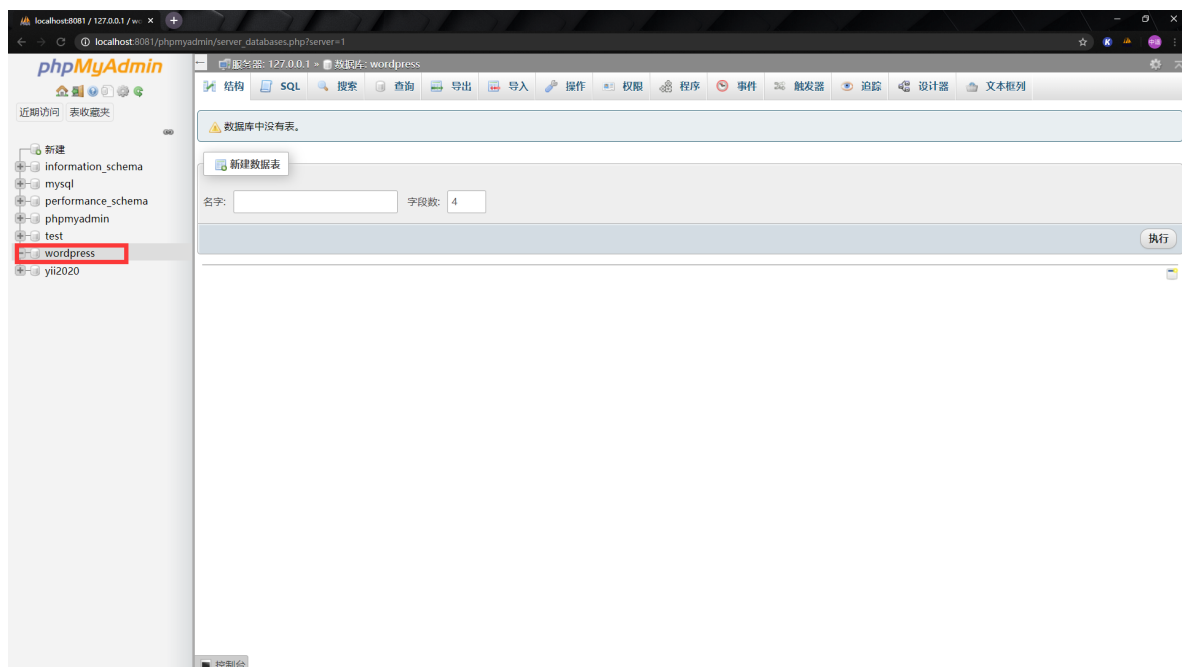 localhost:8081 / 127.0.0.1 / wo
localhost:8081/phpmyadmin/server_databases.php?server=1
phpMyAdmin
近期访问 表收藏夹
新建
information_schema
mysql
performance_schema
phpmyadmin
test
wordpress
yii2020
服务器: 127.0.0.1 » 数据库: wordpress
结构 SQL 搜索 查询 导出 导入 操作 权限 程序 事件 触发器 追踪 设计器 文本框列
数据库中没有表。
新建数据表
名字: 字段数: 4
执行
控制台